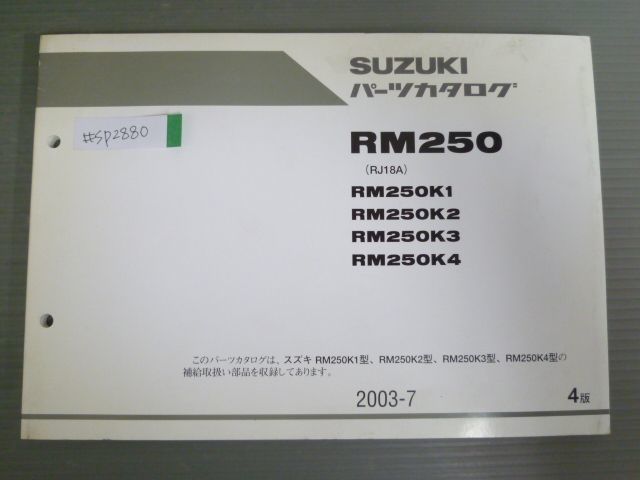 SUZUKI
パーツカタログ
#SP2880
RM250
(RJ18A)
RM250K1
RM250K2
RM250K3
RM250K4
このパーツカタログは、スズキ RM250K1型、RM250K2型、RM250K3型、RM250K4型の
補給取扱い部品を収録してあります。
2003-7
4版